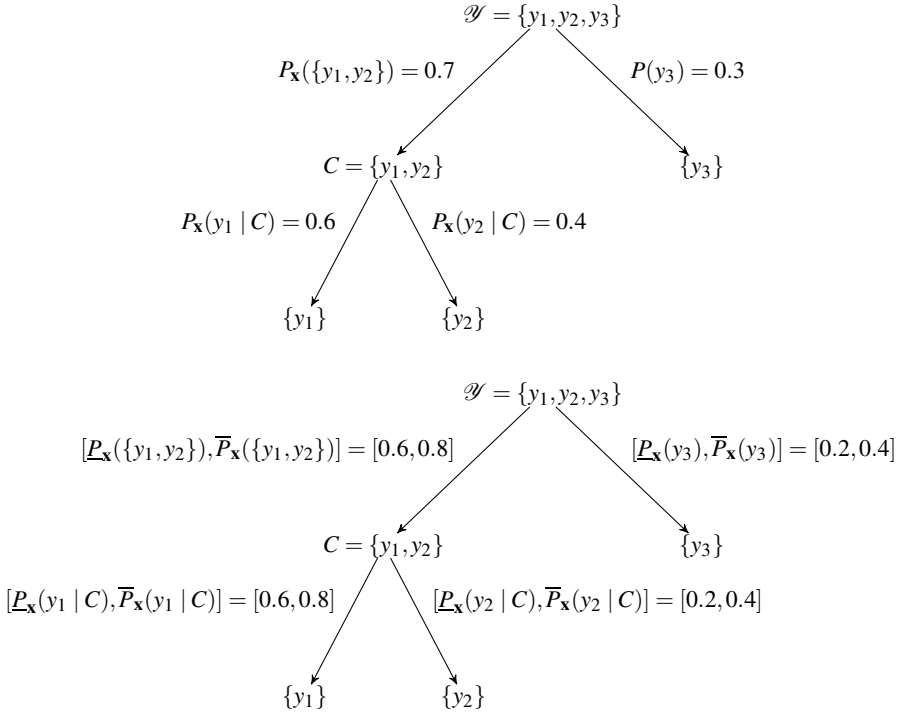 𝒴 = {y₁, y₂, y₃}
P𝐱({y₁, y₂}) = 0.7 P(y₃) = 0.3
C = {y₁, y₂} {y₃}
P𝐱(y₁ | C) = 0.6 P𝐱(y₂ | C) = 0.4
{y₁} {y₂}
𝒴 = {y₁, y₂, y₃}
[P̲𝐱({y₁, y₂}), P̅𝐱({y₁, y₂})] = [0.6, 0.8] [P̲𝐱(y₃), P̅𝐱(y₃)] = [0.2, 0.4]
C = {y₁, y₂} {y₃}
[P̲𝐱(y₁ | C), P̅𝐱(y₁ | C)] = [0.6, 0.8] [P̲𝐱(y₂ | C), P̅𝐱(y₂ | C)] = [0.2, 0.4]
{y₁} {y₂}